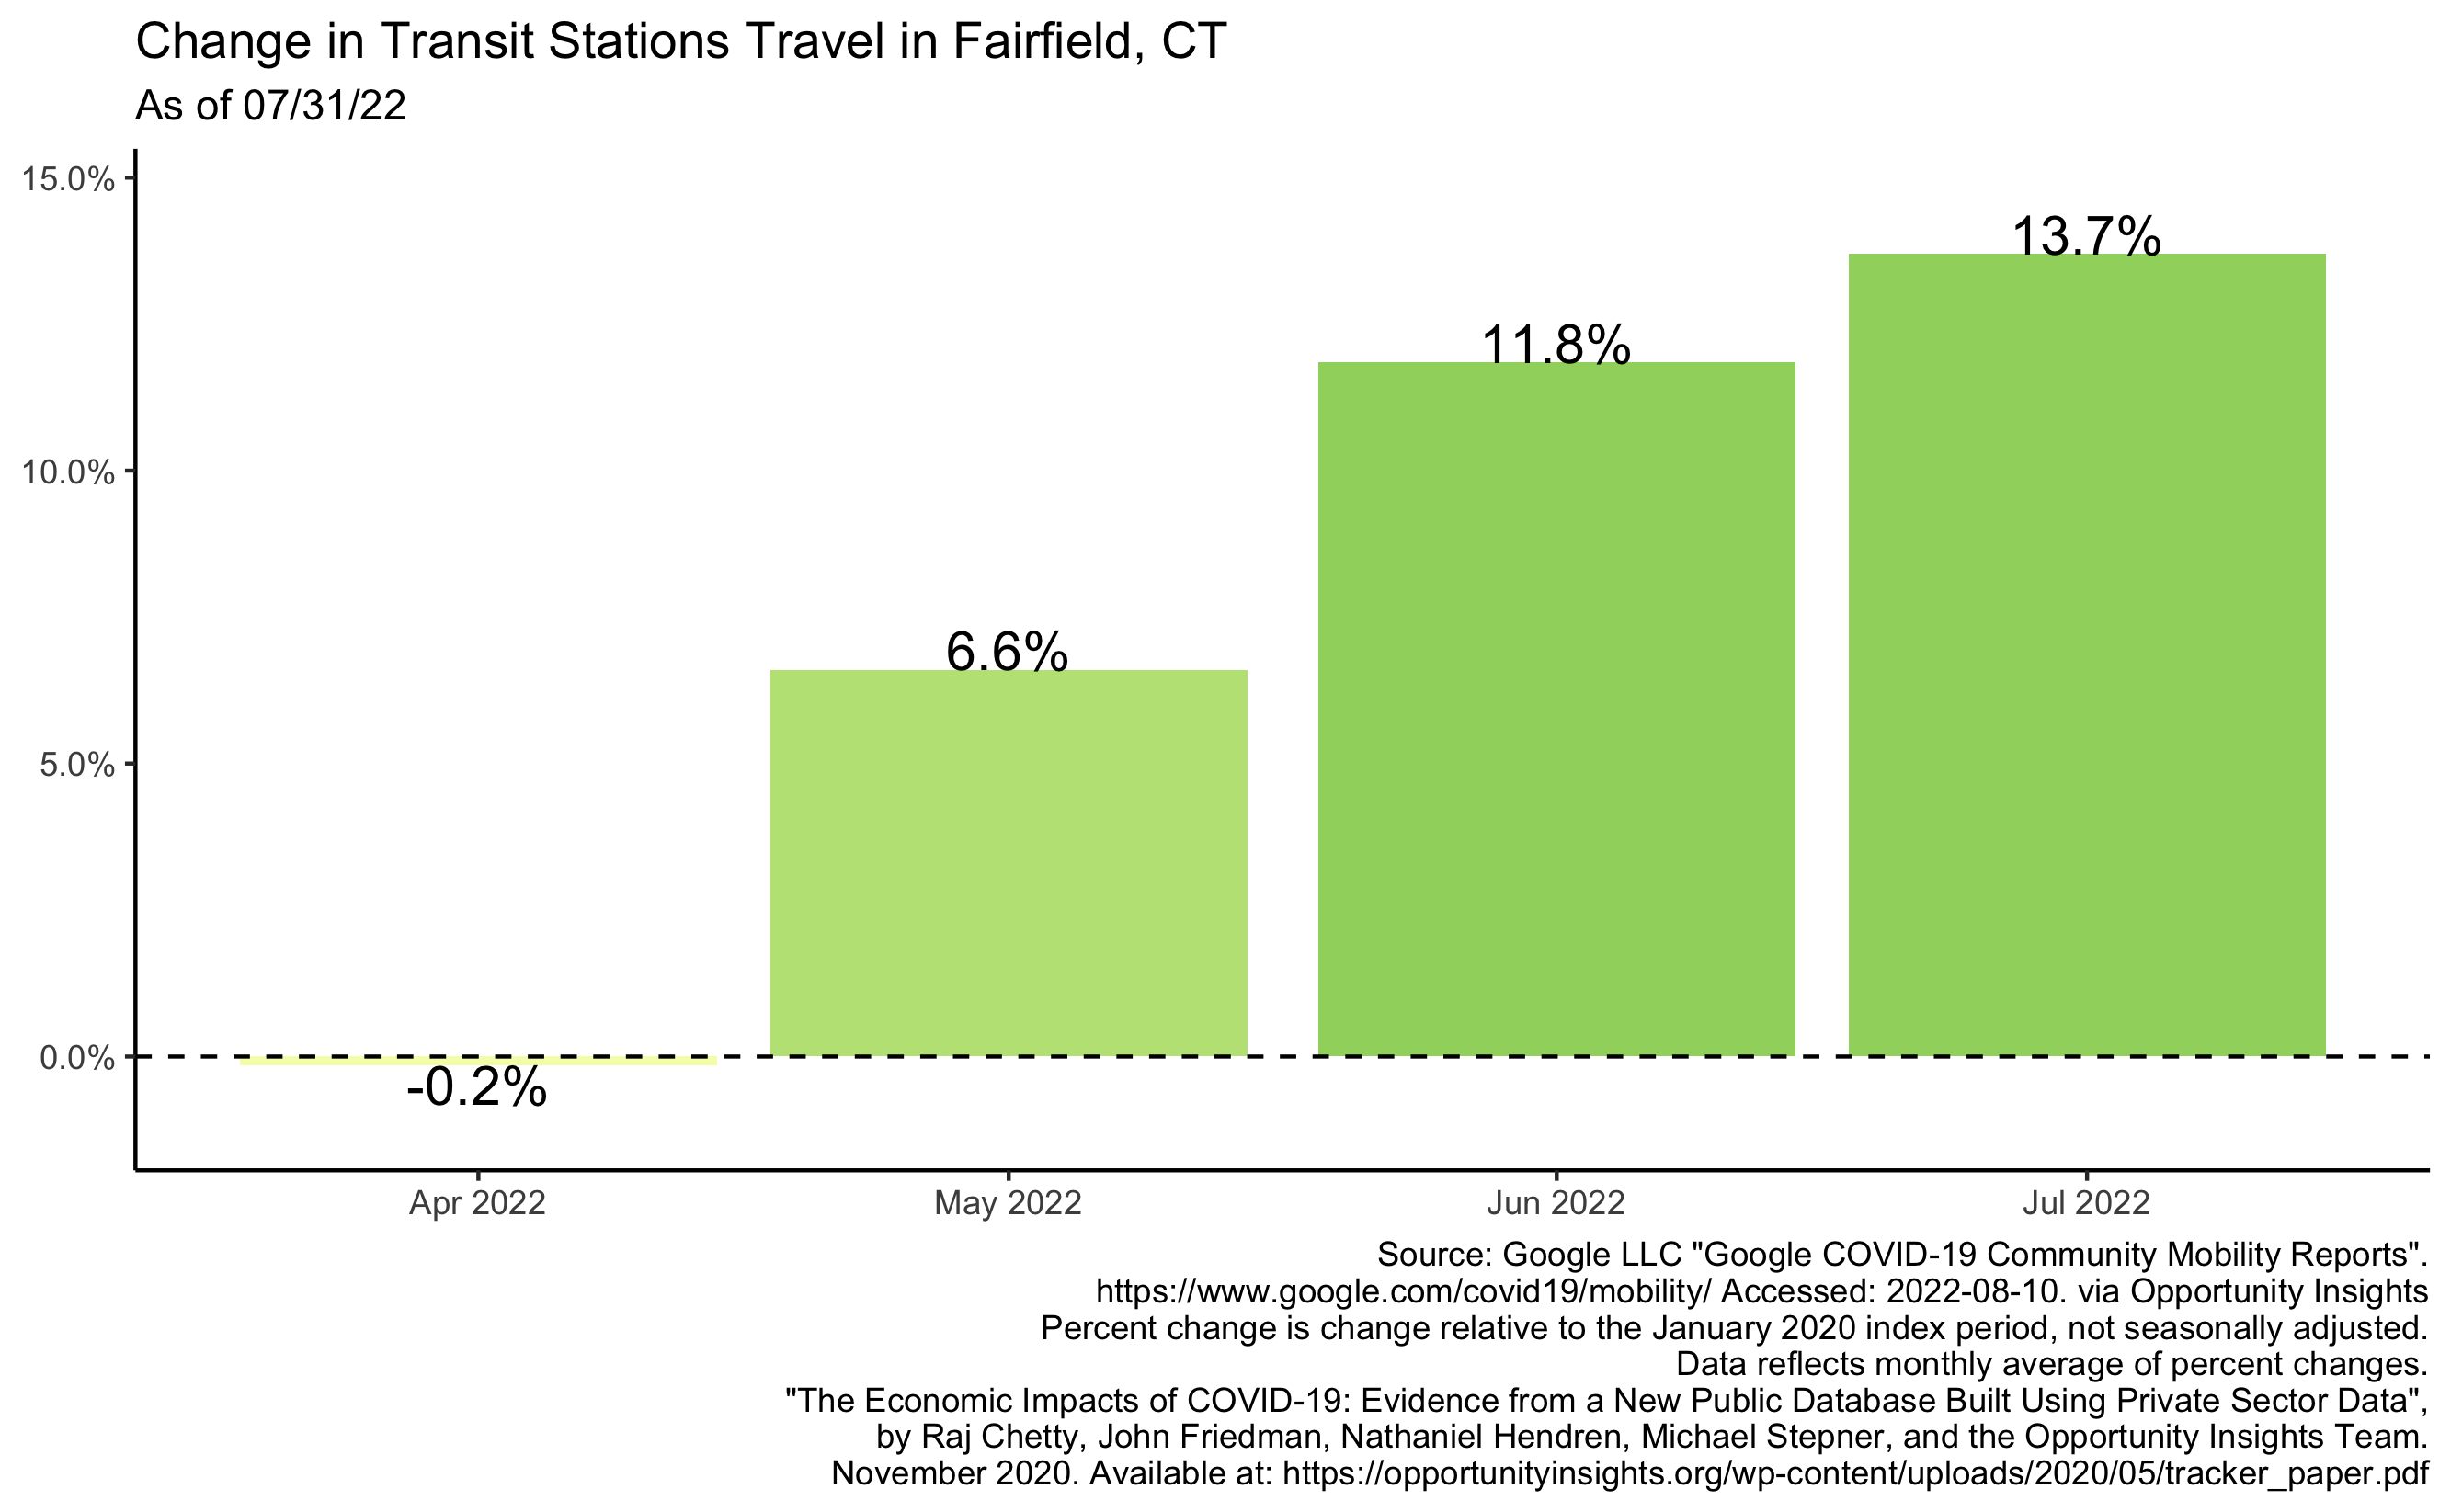 Change in Transit Stations Travel in Fairfield, CT
As of 07/31/22
15.0%
10.0%
5.0%
0.0%
13.7%
11.8%
6.6%
-0.2%
Apr 2022
May 2022
Jun 2022
Jul 2022
Source: Google LLC "Google COVID-19 Community Mobility Reports".
https://www.google.com/covid19/mobility/ Accessed: 2022-08-10. via Opportunity Insights
Percent change is change relative to the January 2020 index period, not seasonally adjusted.
Data reflects monthly average of percent changes.
"The Economic Impacts of COVID-19: Evidence from a New Public Database Built Using Private Sector Data",
by Raj Chetty, John Friedman, Nathaniel Hendren, Michael Stepner, and the Opportunity Insights Team.
November 2020. Available at: https://opportunityinsights.org/wp-content/uploads/2020/05/tracker_paper.pdf